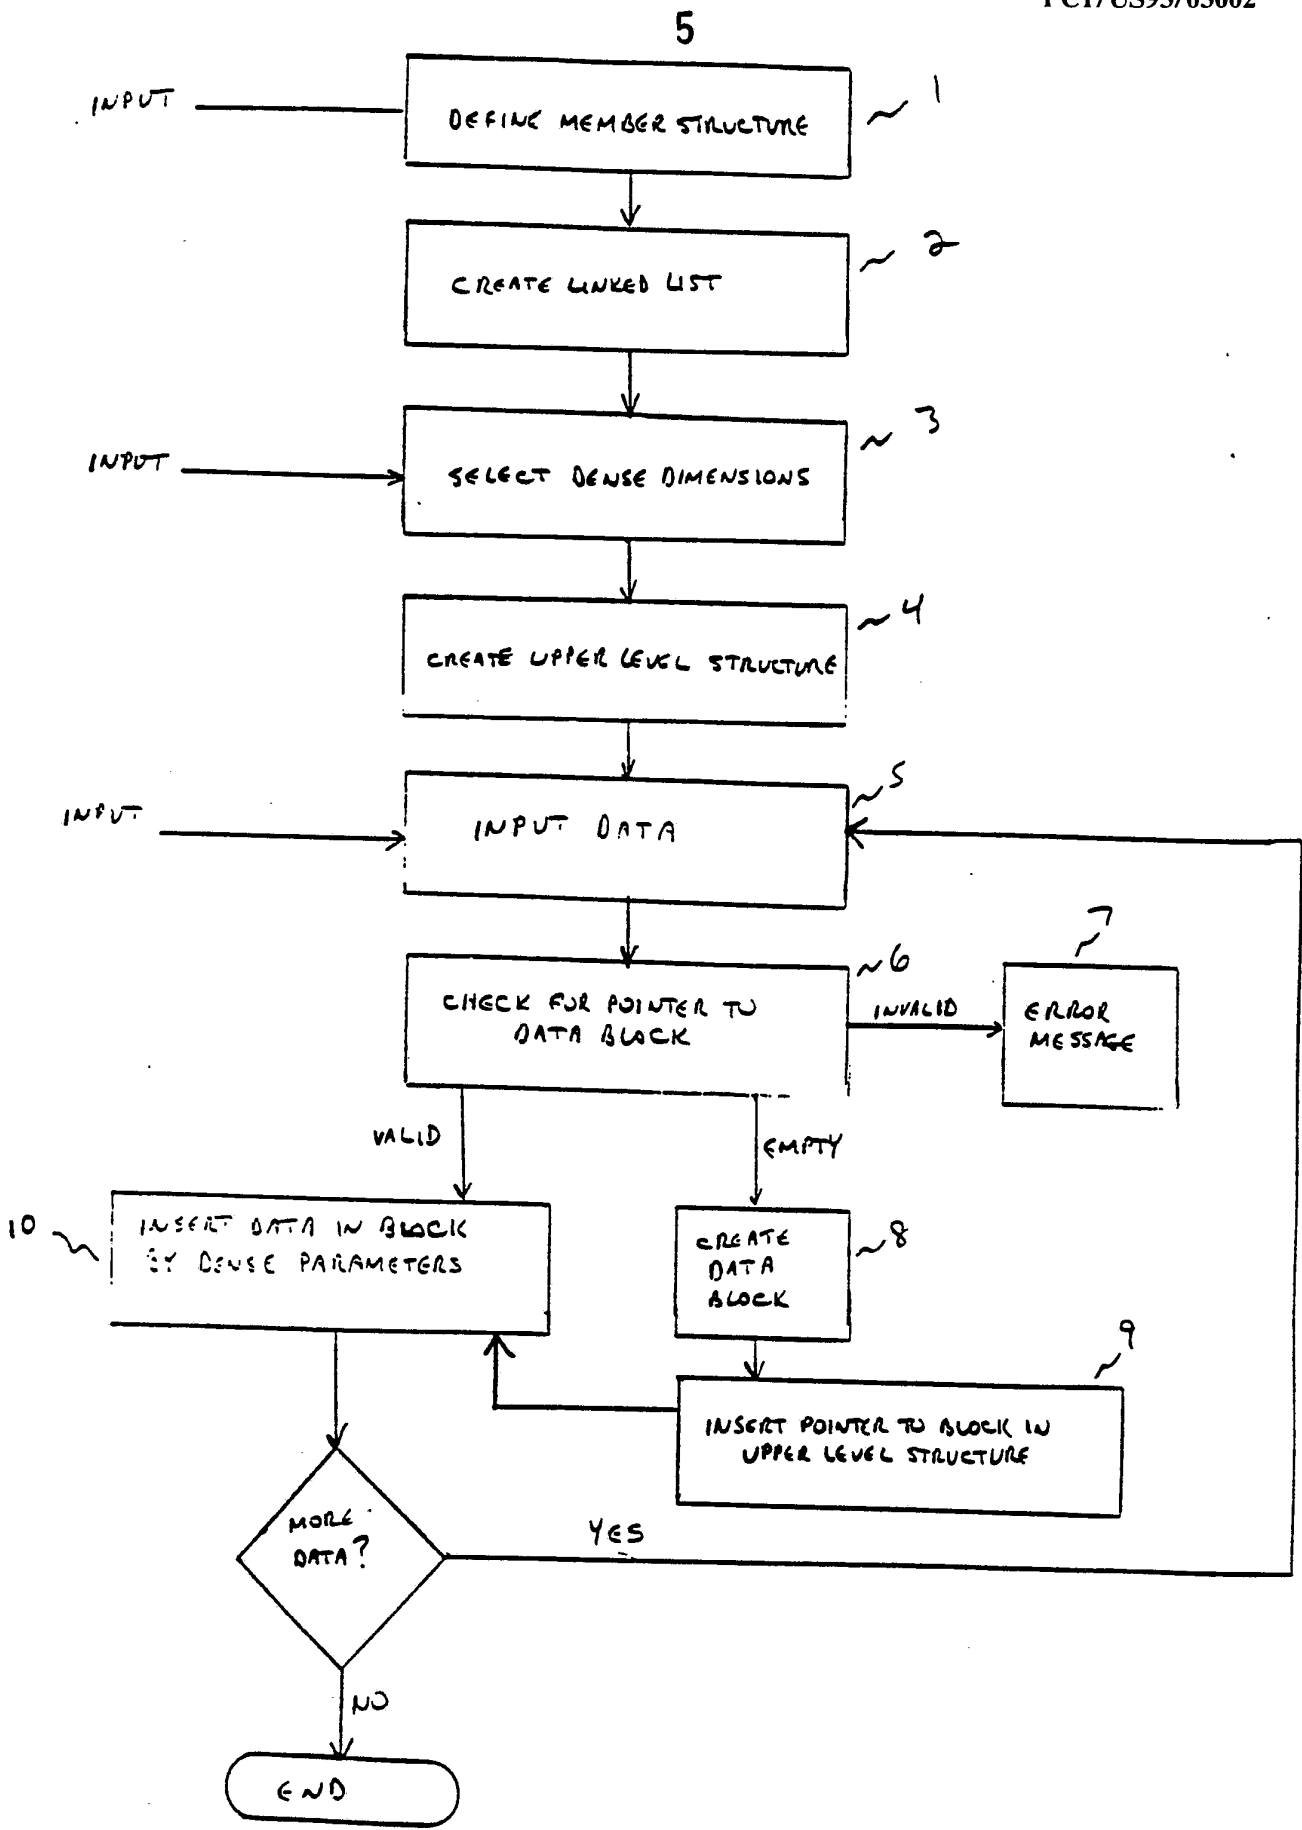 5
INPUT
DEFINE MEMBER STRUCTURE
1
CREATE LINKED LIST
2
INPUT
SELECT DENSE DIMENSIONS
3
CREATE UPPER LEVEL STRUCTURE
4
INPUT
INPUT DATA
5
CHECK FOR POINTER TO
DATA BLOCK
6
INVALID
7
ERROR
MESSAGE
VALID
EMPTY
10
INSERT DATA IN BLOCK
BY DENSE PARAMETERS
CREATE
DATA
BLOCK
8
9
INSERT POINTER TO BLOCK IN
UPPER LEVEL STRUCTURE
MORE
DATA?
YES
NO
END